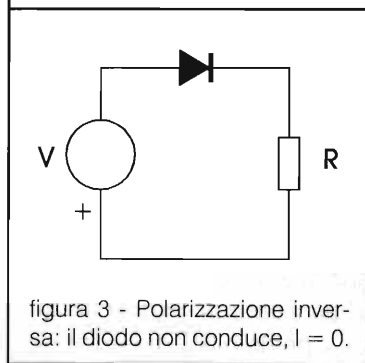 V
R
+
figura 3 - Polarizzazione inver-
sa: il diodo non conduce, I = 0.